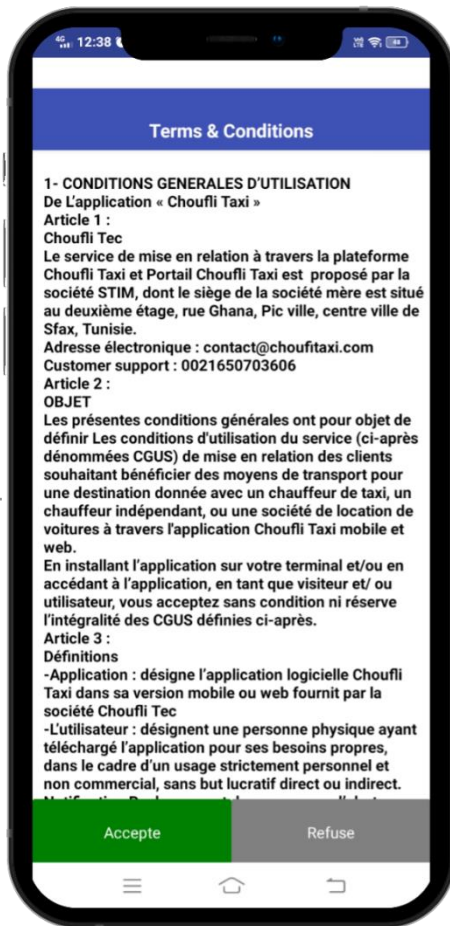 4G 12:38
Vo) LTE
Terms & Conditions
1- CONDITIONS GENERALES D'UTILISATION
De L'application « Choufli Taxi »
Article 1 :
Choufli Tec
Le service de mise en relation à travers la plateforme
Choufli Taxi et Portail Choufli Taxi est proposé par la
société STIM, dont le siège de la société mère est situé
au deuxième étage, rue Ghana, Pic ville, centre ville de
Sfax, Tunisie.
Adresse électronique : contact@choufitaxi.com
Customer support : 0021650703606
Article 2 :
OBJET
Les présentes conditions générales ont pour objet de
définir Les conditions d'utilisation du service (ci-après
dénommées CGUS) de mise en relation des clients
souhaitant bénéficier des moyens de transport pour
une destination donnée avec un chauffeur de taxi, un
chauffeur indépendant, ou une société de location de
voitures à travers l'application Choufli Taxi mobile et
web.
En installant l'application sur votre terminal et/ou en
accédant à l'application, en tant que visiteur et/ ou
utilisateur, vous acceptez sans condition ni réserve
l'intégralité des CGUS définies ci-après.
Article 3 :
Définitions
-Application : désigne l'application logicielle Choufli
Taxi dans sa version mobile ou web fournit par la
société Choufli Tec
-L'utilisateur : désignent une personne physique ayant
téléchargé l'application pour ses besoins propres,
dans le cadre d'un usage strictement personnel et
non commercial, sans but lucratif direct ou indirect.
Accepte
Refuse